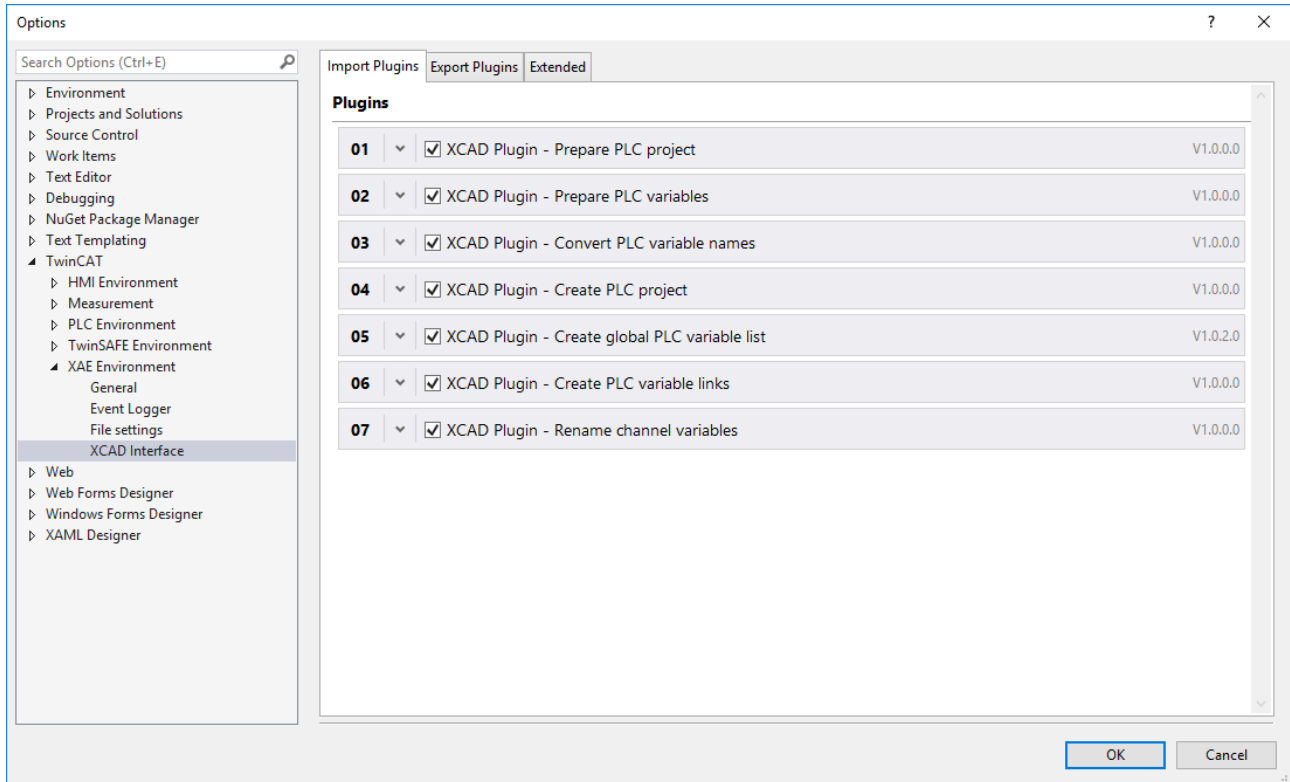 Options
?
Search Options (Ctrl+E)
Environment
Projects and Solutions
Source Control
Work Items
Text Editor
Debugging
NuGet Package Manager
Text Templating
TwinCAT
HMI Environment
Measurement
PLC Environment
TwinSAFE Environment
XAE Environment
General
Event Logger
File settings
XCAD Interface
Web
Web Forms Designer
Windows Forms Designer
XAML Designer
Import Plugins Export Plugins Extended
Plugins
01 XCAD Plugin - Prepare PLC project V1.0.0.0
02 XCAD Plugin - Prepare PLC variables V1.0.0.0
03 XCAD Plugin - Convert PLC variable names V1.0.0.0
04 XCAD Plugin - Create PLC project V1.0.0.0
05 XCAD Plugin - Create global PLC variable list V1.0.2.0
06 XCAD Plugin - Create PLC variable links V1.0.0.0
07 XCAD Plugin - Rename channel variables V1.0.0.0
OK Cancel